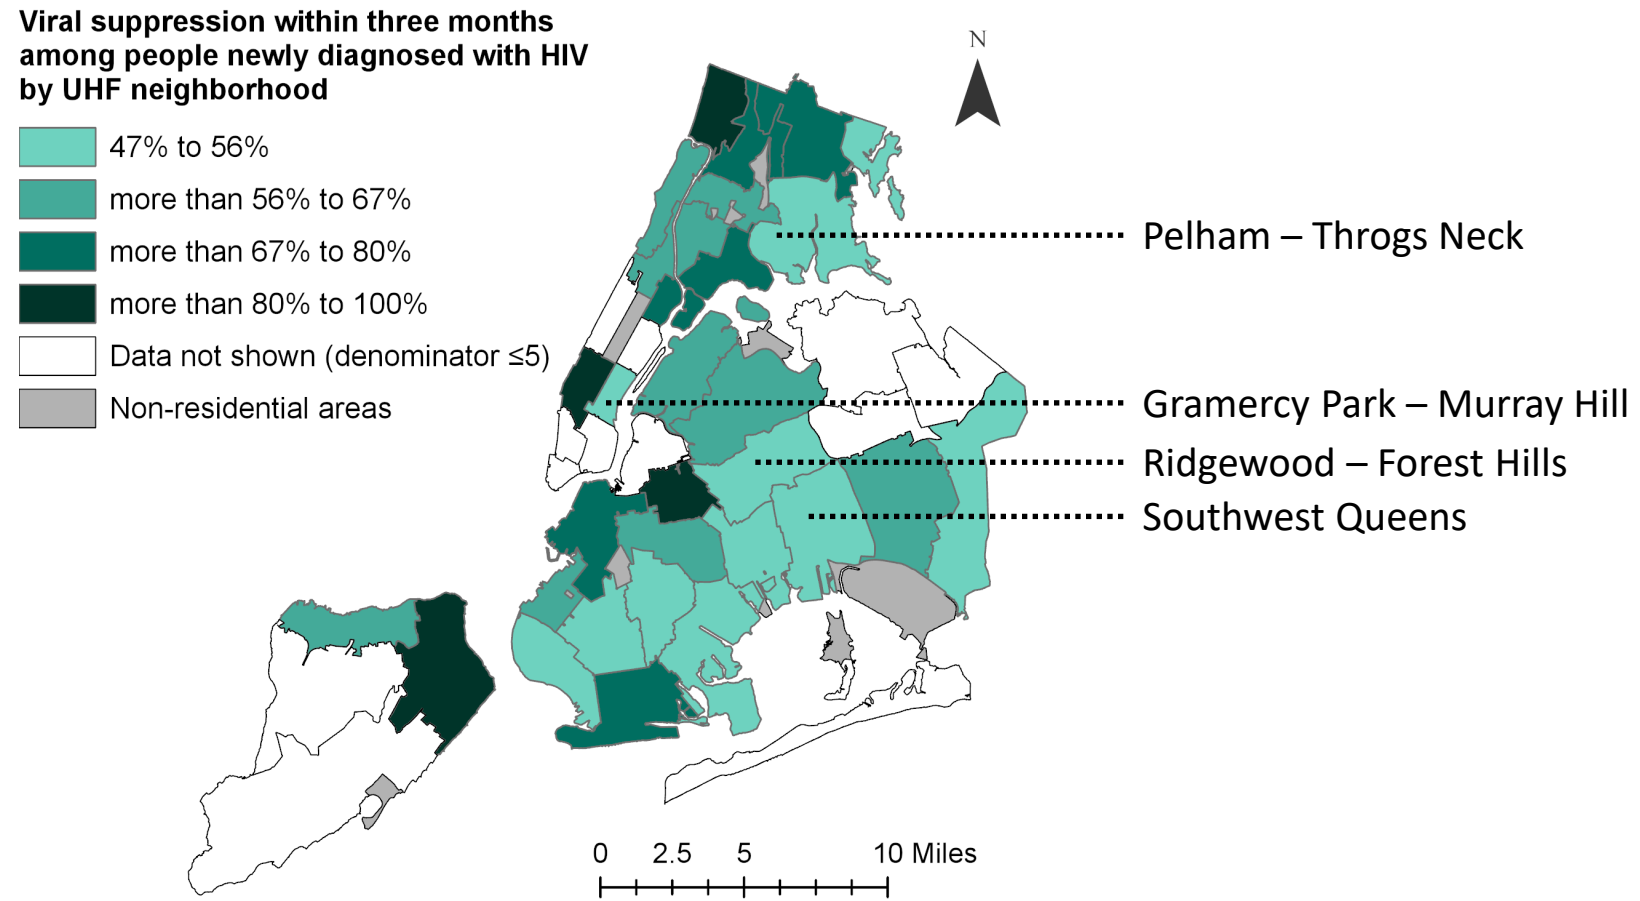 Viral suppression within three months
among people newly diagnosed with HIV
by UHF neighborhood
47% to 56%
more than 56% to 67%
more than 67% to 80%
more than 80% to 100%
Data not shown (denominator ≤5)
Non-residential areas
N
Pelham – Throgs Neck
Gramercy Park – Murray Hill
Ridgewood – Forest Hills
Southwest Queens
0 2.5 5 10 Miles